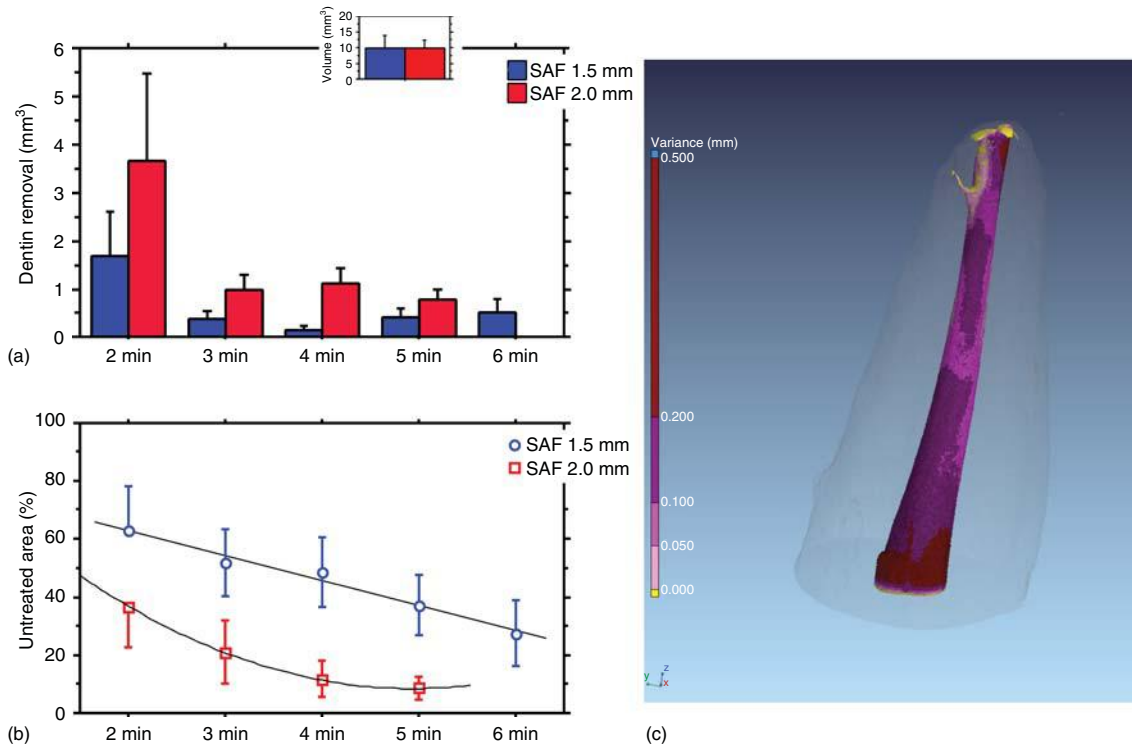 20
15
10
5
0
Volume (mm³)
6
5
4
3
2
1
0
Dentin removal (mm³)
SAF 1.5 mm
SAF 2.0 mm
2 min 3 min 4 min 5 min 6 min
(a)
100
80
60
40
20
0
Untreated area (%)
SAF 1.5 mm
SAF 2.0 mm
2 min 3 min 4 min 5 min 6 min
(b)
Variance (mm)
0.500
0.200
0.100
0.050
0.000
z
y
x
(c)